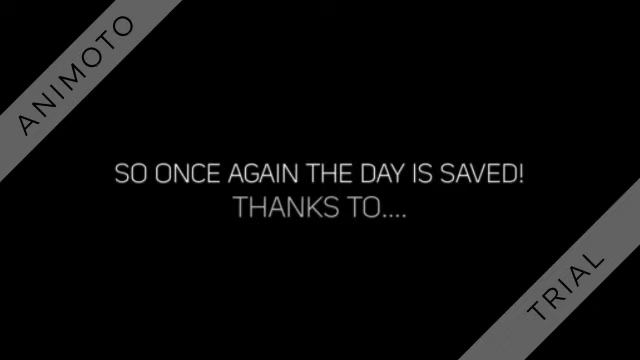 ANIMOTO
SO ONCE AGAIN THE DAY IS SAVED!
THANKS TO....
TRIAL